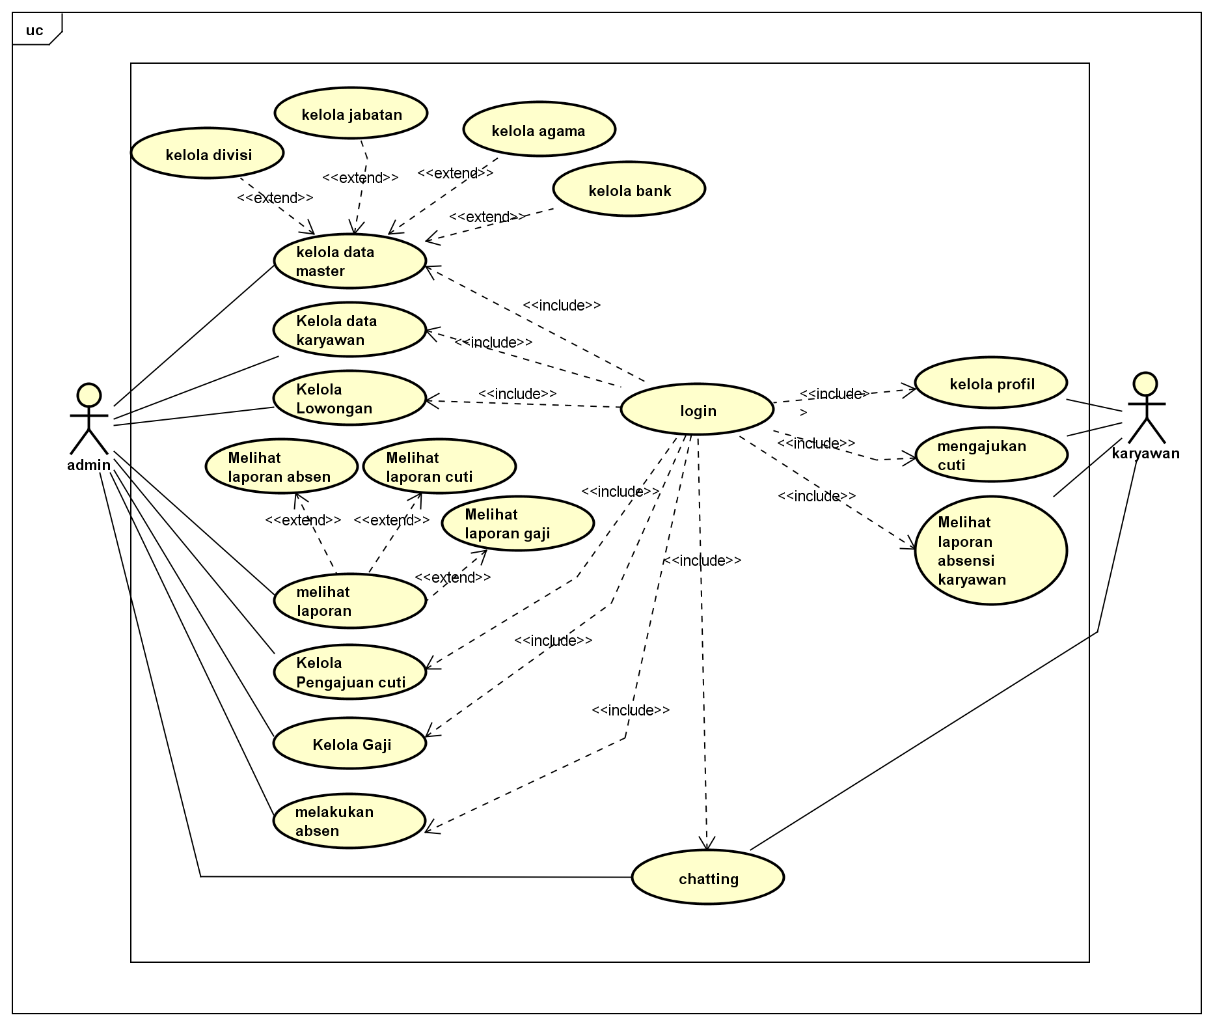 uc
kelola jabatan
kelola agama
kelola divisi
<<extend>>
<<extend>>
kelola bank
<<extend>>
<<extend>>
kelola data
master
<<include>>
Kelola data
karyawan
<<include>>
Kelola
Lowongan
<<include>>
login
<<include>
>
kelola profil
<<include>>
mengajukan
cuti
karyawan
admin
Melihat
laporan absen
Melihat
laporan cuti
<<include>>
<<include>>
Melihat
laporan
absensi
karyawan
<<extend>>
<<extend>>
Melihat
laporan gaji
<<include>>
<<extend>>
melihat
laporan
<<include>>
Kelola
Pengajuan cuti
<<include>>
Kelola Gaji
melakukan
absen
chatting